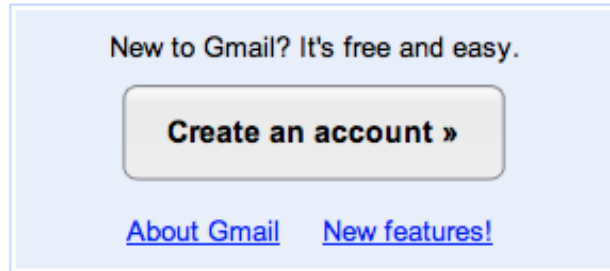 New to Gmail? It's free and easy.
Create an account »
About Gmail New features!